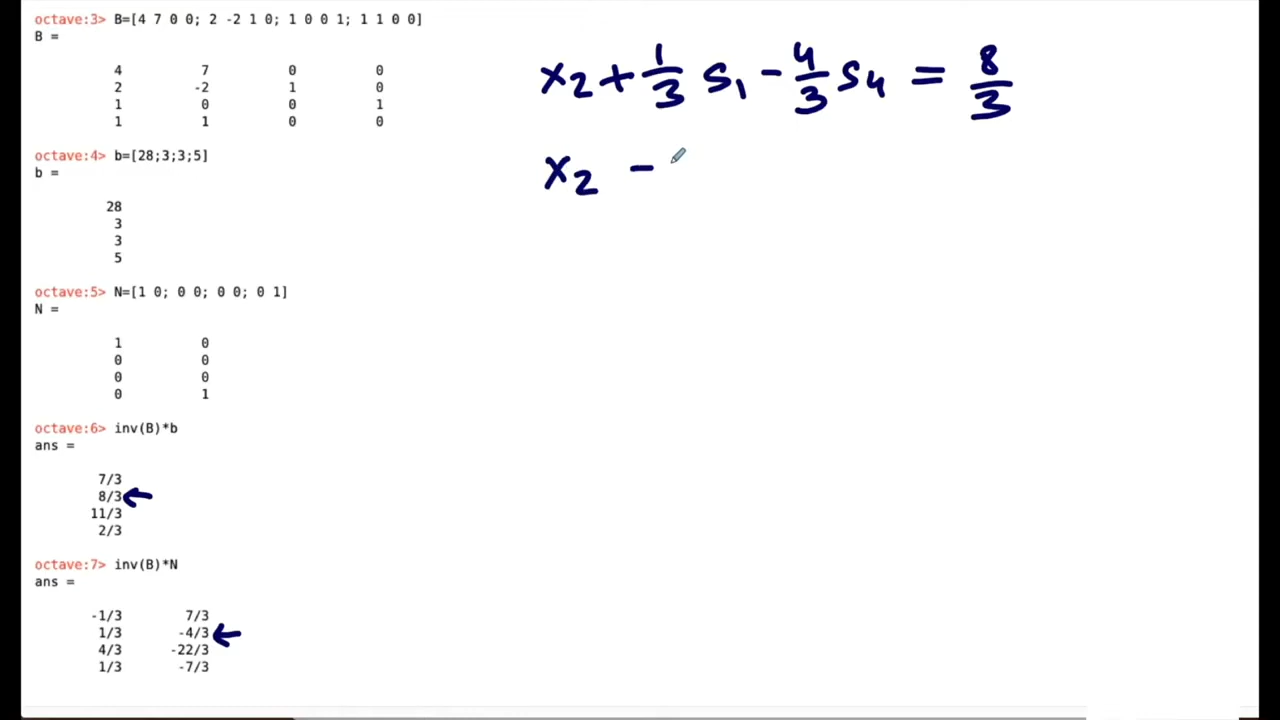 octave:3> B=[4 7 0 0; 2 -2 1 0; 1 0 0 1; 1 1 0 0]
B =
4 7 0 0
2 -2 1 0
1 0 0 1
1 1 0 0
octave:4> b=[28;3;3;5]
b =
28
3
3
5
octave:5> N=[1 0; 0 0; 0 0; 0 1]
N =
1 0
0 0
0 0
0 1
octave:6> inv(B)*b
ans =
7/3
8/3
11/3
2/3
octave:7> inv(B)*N
ans =
-1/3 7/3
1/3 -4/3
4/3 -22/3
1/3 -7/3
x2 + 1/3 s1 - 4/3 s4 = 8/3
x2 -